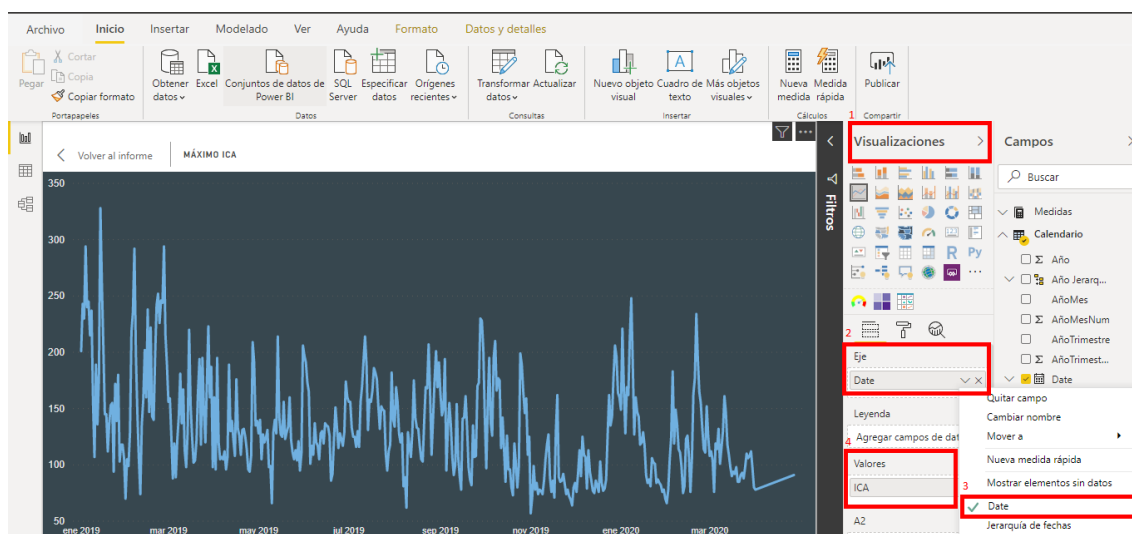 Archivo Inicio Insertar Modelado Ver Ayuda Formato Datos y detalles
Pegar
Cortar
Copia
Copiar formato
Portapapeles
Obtener datos
Excel
Conjuntos de datos de Power BI
SQL Server
Especificar datos
Orígenes recientes
Datos
Transformar datos
Actualizar
Consultas
Nuevo objeto visual
Cuadro de texto
Más objetos visuales
Insertar
Nueva medida
Medida rápida
Cálculos
Publicar
Compartir
Volver al informe
MÁXIMO ICA
350
300
250
200
150
100
50
ene 2019 mar 2019 may 2019 jul 2019 sep 2019 nov 2019 ene 2020 mar 2020
Filtros
1
Visualizaciones
R Py
123
2
Eje
Date
Leyenda
4
Agregar campos de dat
Valores
ICA
A2
Campos
Buscar
Medidas
Calendario
Σ Año
Año Jerarq...
AñoMes
Σ AñoMesNum
AñoTrimestre
Σ AñoTrimest...
Date
Quitar campo
Cambiar nombre
Mover a
Nueva medida rápida
Mostrar elementos sin datos
3
Date
Jerarquía de fechas